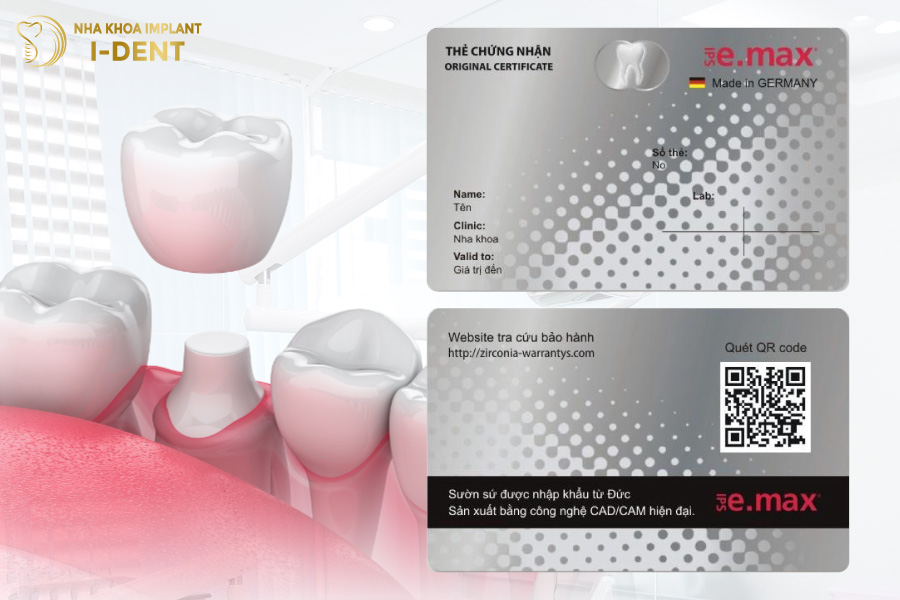 NHA KHOA IMPLANT
I-DENT
THẺ CHỨNG NHẬN
ORIGINAL CERTIFICATE
IPS e.max®
Made in GERMANY
Số thẻ:
No
Lab:
Name:
Tên
Clinic:
Nha khoa
Valid to:
Giá trị đến
Website tra cứu bảo hành
http://zirconia-warrantys.com
Quét QR code
Sườn sứ được nhập khẩu từ Đức
Sản xuất bằng công nghệ CAD/CAM hiện đại.
IPS e.max®